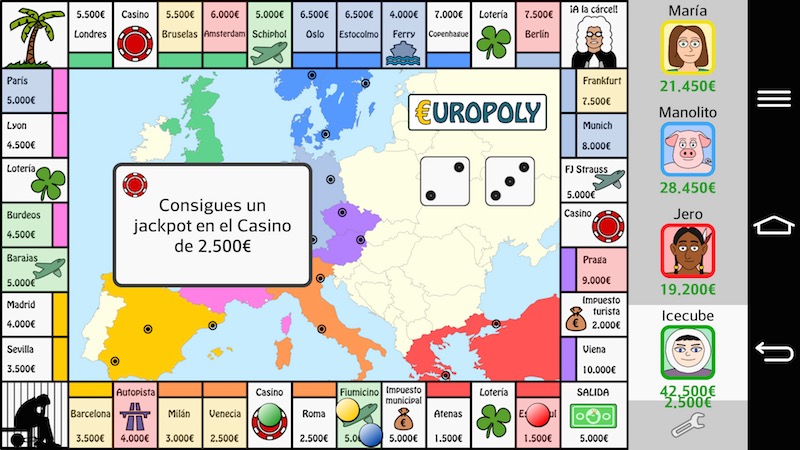 5.500€
Londres
Casino
5.500€
Bruselas
6.000€
Amsterdam
5.000€
Schiphol
6.500€
Oslo
6.500€
Estocolmo
4.000€
Ferry
7.000€
Copenhague
Lotería
7.500€
Berlín
¡A la cárcel!
París
5.000€
Lyon
4.500€
Lotería
Burdeos
4.500€
Barajas
5.000€
Madrid
4.000€
Sevilla
3.500€
€UROPOLY
Consigues un
jackpot en el Casino
de 2,500€
Frankfurt
7.500€
Munich
8.000€
FJ Strauss
5.000€
Casino
Praga
9.000€
Impuesto
turista
2.000€
Viena
10.000€
Barcelona
3.500€
Autopista
4.000€
Milán
3.000€
Venecia
2.500€
Casino
Roma
2.500€
Fiumicino
Impuesto
municipal
5.000€
Atenas
1.500€
Lotería
1.500€
SALIDA
5.000€
María
21.450€
Manolito
28.450€
Jero
19.200€
Icecube
42.500€
2.500€